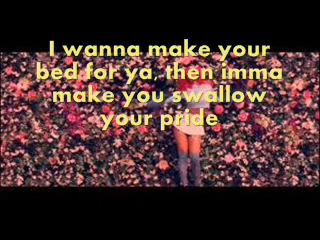 I wanna make your
bed for ya, then imma
make you swallow
your pride